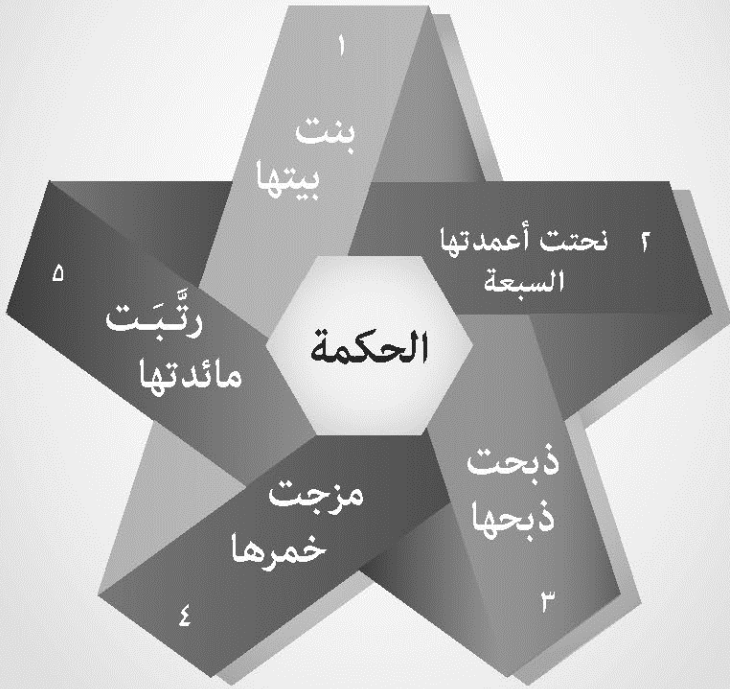 الحكمة
١
بنت
بيتها
٢ نحتت أعمدتها
السبعة
ذبحت
ذبحها
٣
مزجت
خمرها
٤
٥
رتَّبَت
مائدتها